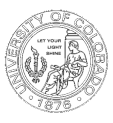 UNIVERSITY OF COLORADO
LET YOUR
LIGHT
SHINE
1876